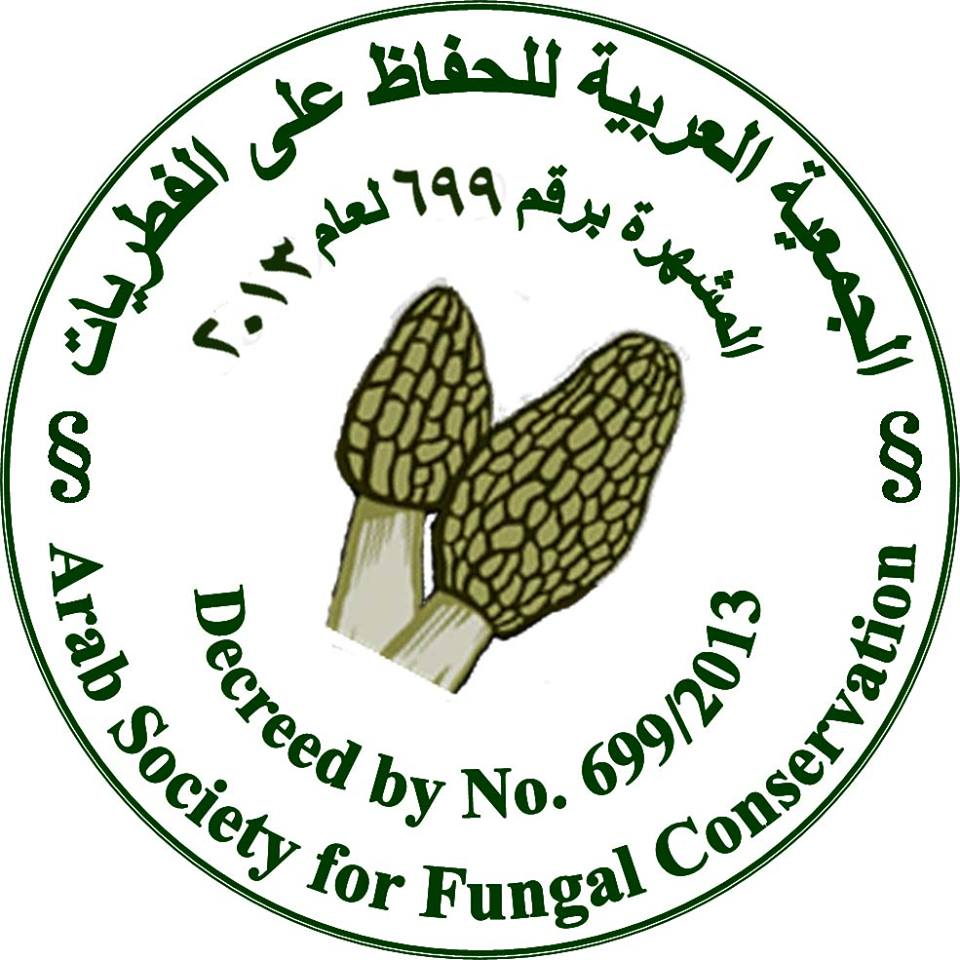 الجمعية العربية للحفاظ على الفطريات
المشهرة برقم ٦٩٩ لعام ٢٠١٣
Decreed by No. 699/2013
§ Arab Society for Fungal Conservation §